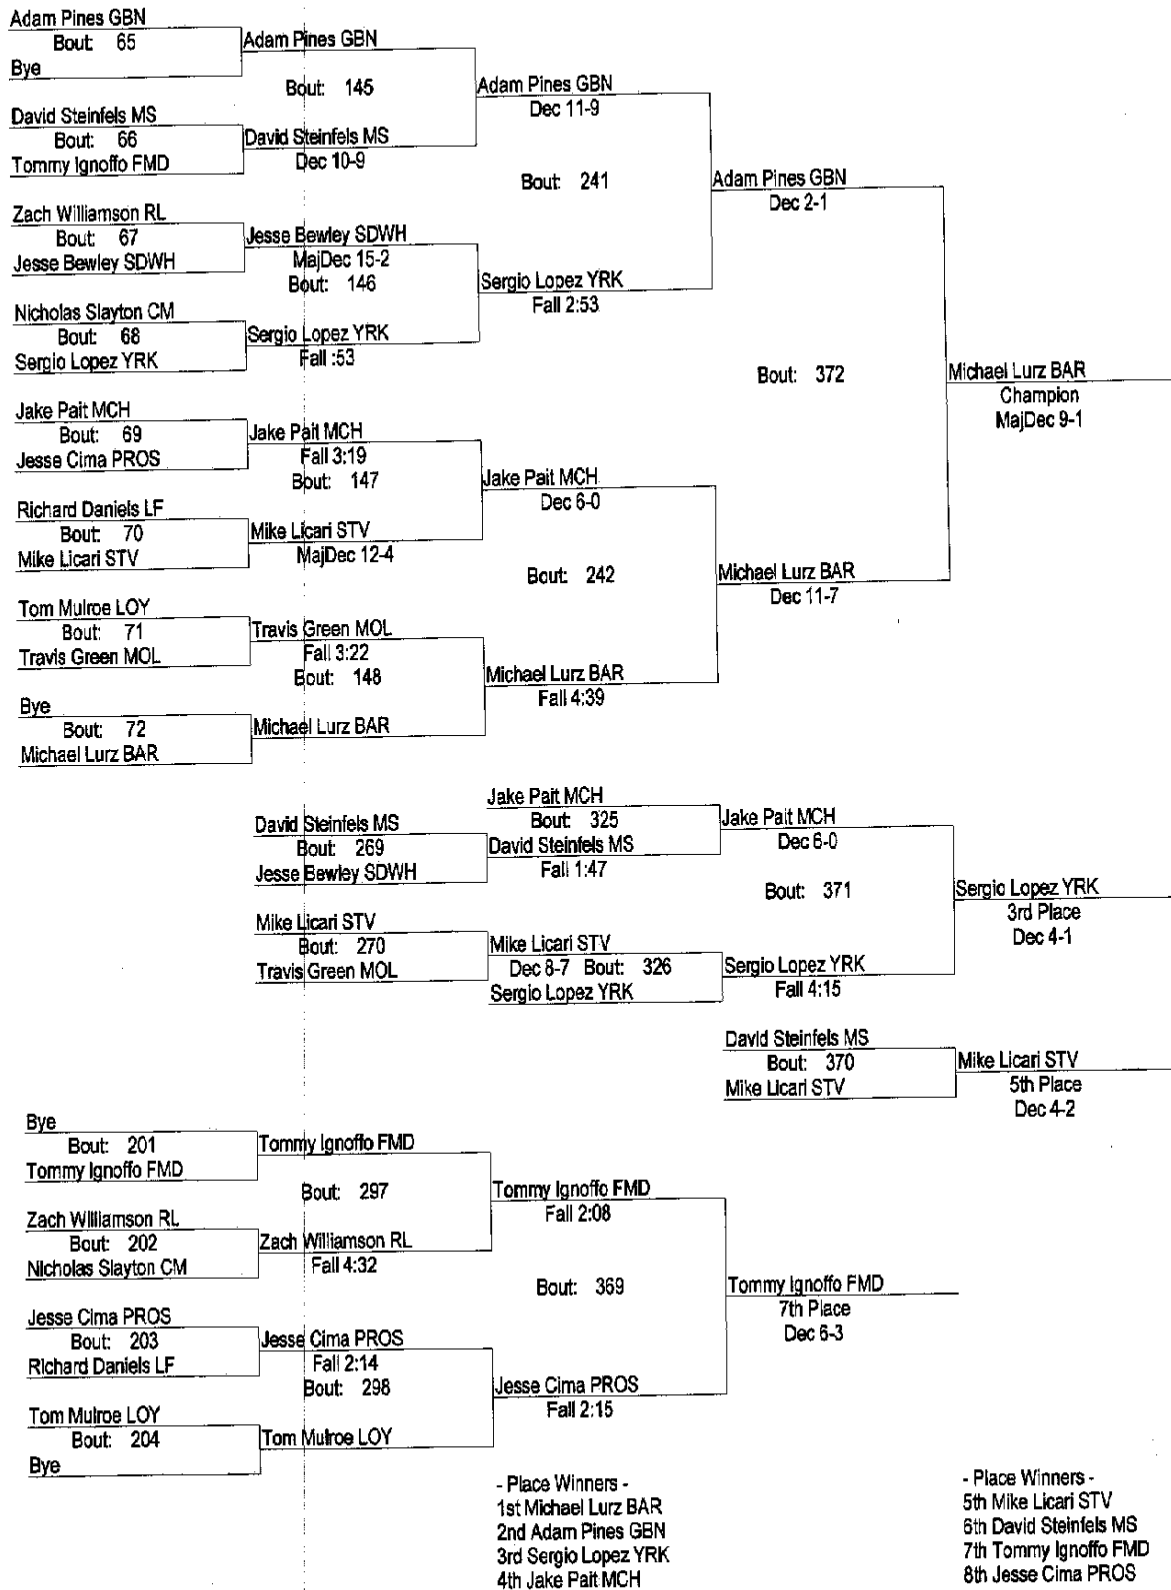 Adam Pines GBN
Bout: 65
Bye
Adam Pines GBN
Bout: 145
David Steinfels MS
Bout: 66
Tommy Ignoffo FMD
David Steinfels MS
Dec 10-9
Adam Pines GBN
Dec 11-9
Bout: 241
Zach Williamson RL
Bout: 67
Jesse Bewley SDWH
Jesse Bewley SDWH
MajDec 15-2
Bout: 146
Nicholas Slayton CM
Bout: 68
Sergio Lopez YRK
Sergio Lopez YRK
Fall :53
Sergio Lopez YRK
Fall 2:53
Adam Pines GBN
Dec 2-1
Bout: 372
Michael Lurz BAR
Champion
MajDec 9-1
Jake Pait MCH
Bout: 69
Jesse Cima PROS
Jake Pait MCH
Fall 3:19
Bout: 147
Richard Daniels LF
Bout: 70
Mike Licari STV
Mike Licari STV
MajDec 12-4
Jake Pait MCH
Dec 6-0
Bout: 242
Tom Mulroe LOY
Bout: 71
Travis Green MOL
Travis Green MOL
Fall 3:22
Bout: 148
Bye
Bout: 72
Michael Lurz BAR
Michael Lurz BAR
Michael Lurz BAR
Fall 4:39
Michael Lurz BAR
Dec 11-7
David Steinfels MS
Bout: 269
Jesse Bewley SDWH
Jake Pait MCH
Bout: 325
David Steinfels MS
Fall 1:47
Jake Pait MCH
Dec 6-0
Bout: 371
Mike Licari STV
Bout: 270
Travis Green MOL
Mike Licari STV
Dec 8-7 Bout: 326
Sergio Lopez YRK
Sergio Lopez YRK
Fall 4:15
Sergio Lopez YRK
3rd Place
Dec 4-1
David Steinfels MS
Bout: 370
Mike Licari STV
Mike Licari STV
5th Place
Dec 4-2
Bye
Bout: 201
Tommy Ignoffo FMD
Tommy Ignoffo FMD
Bout: 297
Zach Williamson RL
Bout: 202
Nicholas Slayton CM
Zach Williamson RL
Fall 4:32
Tommy Ignoffo FMD
Fall 2:08
Bout: 369
Jesse Cima PROS
Bout: 203
Richard Daniels LF
Jesse Cima PROS
Fall 2:14
Bout: 298
Tom Mulroe LOY
Bout: 204
Bye
Tom Mulroe LOY
Jesse Cima PROS
Fall 2:15
Tommy Ignoffo FMD
7th Place
Dec 6-3
- Place Winners -
1st Michael Lurz BAR
2nd Adam Pines GBN
3rd Sergio Lopez YRK
4th Jake Pait MCH
- Place Winners -
5th Mike Licari STV
6th David Steinfels MS
7th Tommy Ignoffo FMD
8th Jesse Cima PROS